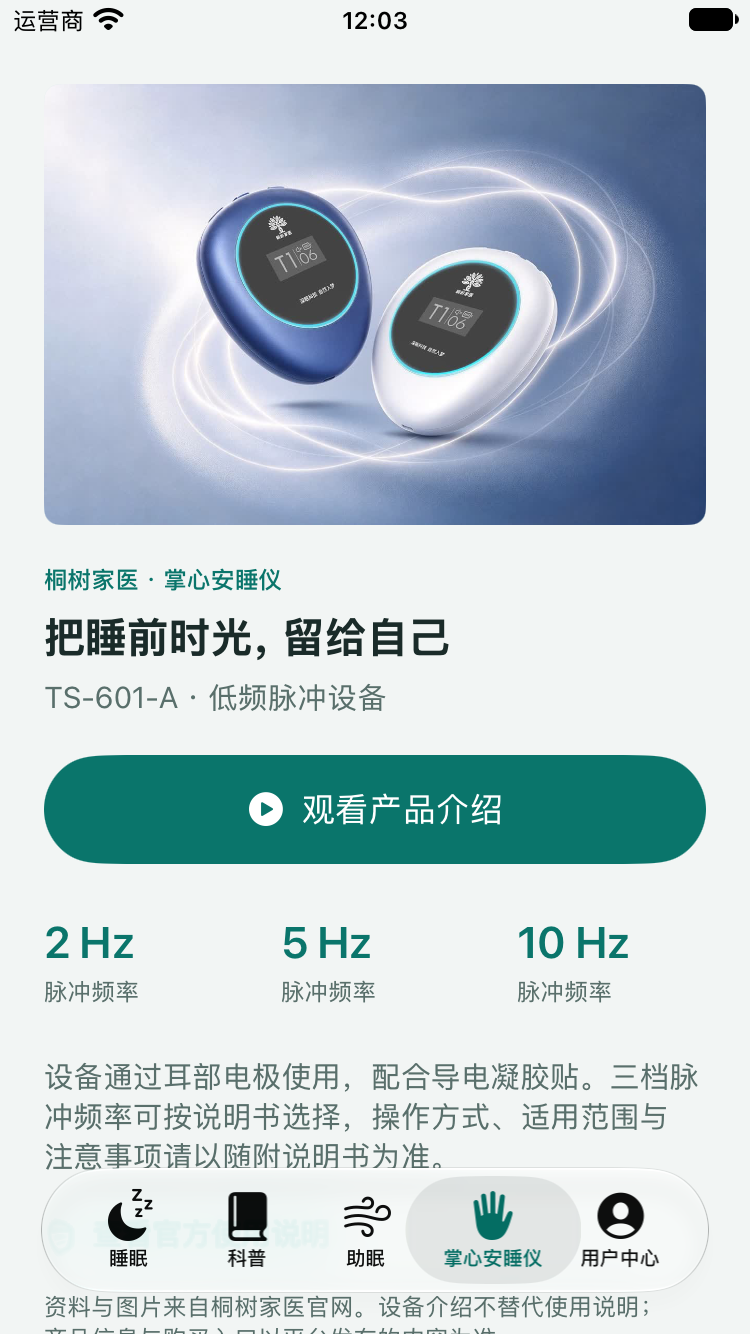 运营商
12:03
T1 06
T1 06
桐树家医 · 掌心安睡仪
把睡前时光，留给自己
TS-601-A · 低频脉冲设备
观看产品介绍
2 Hz
5 Hz
10 Hz
脉冲频率
脉冲频率
脉冲频率
设备通过耳部电极使用，配合导电凝胶贴。三档脉
冲频率可按说明书选择，操作方式、适用范围与
注意事项请以随附说明书为准。
睡眠
科普
助眠
掌心安睡仪
用户中心
资料与图片来自桐树家医官网。设备介绍不替代使用说明；